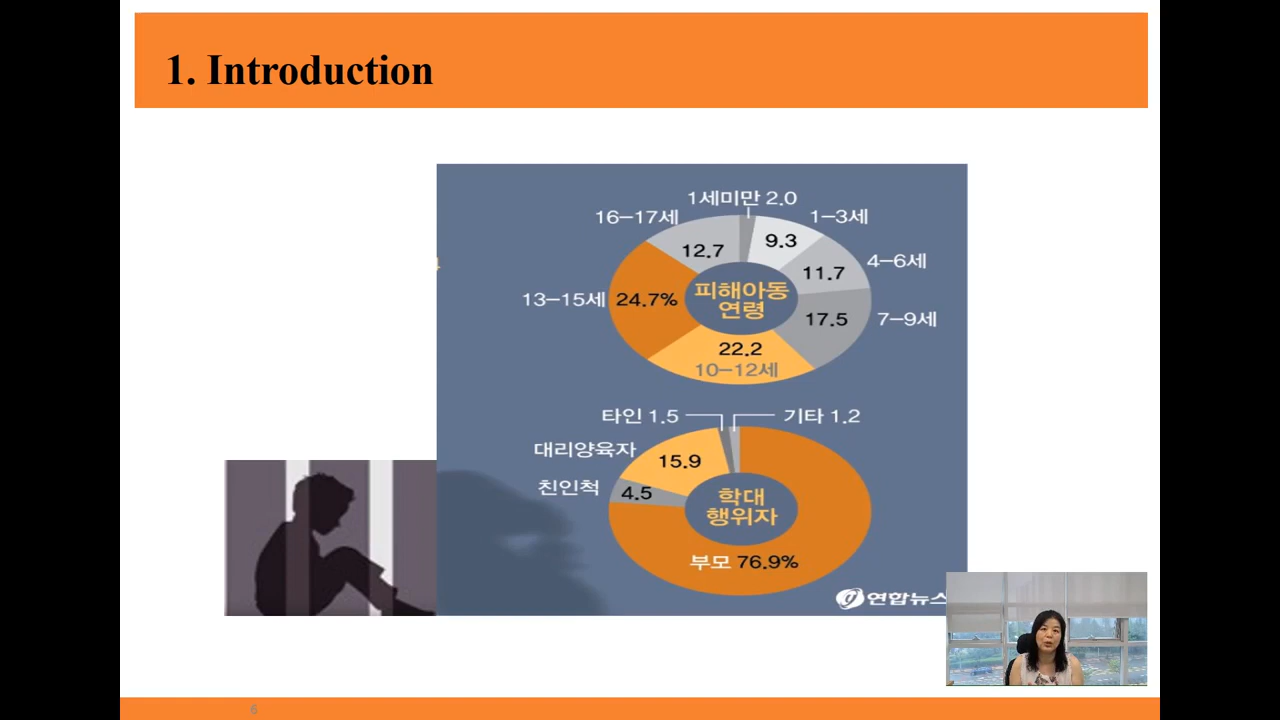 1. Introduction
1세미만 2.0
16-17세
1-3세
12.7
9.3
4-6세
11.7
13-15세
24.7%
피해아동
연령
17.5
7-9세
22.2
10-12세
타인 1.5
기타 1.2
대리양육자
15.9
친인척
4.5
학대
행위자
부모 76.9%
연합뉴스
6